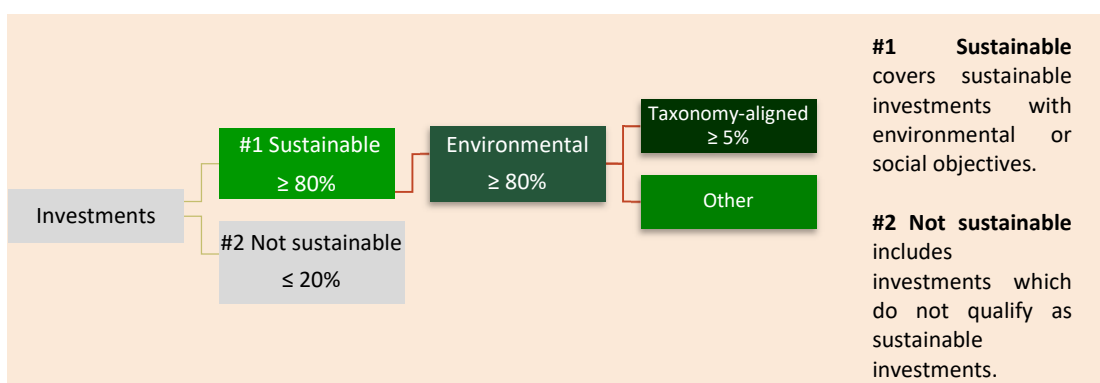 Investments
#1 Sustainable
≥ 80%
#2 Not sustainable
≤ 20%
Environmental
≥ 80%
Taxonomy-aligned
≥ 5%
Other
#1 Sustainable
covers sustainable
investments with
environmental or
social objectives.
#2 Not sustainable
includes
investments which
do not qualify as
sustainable
investments.